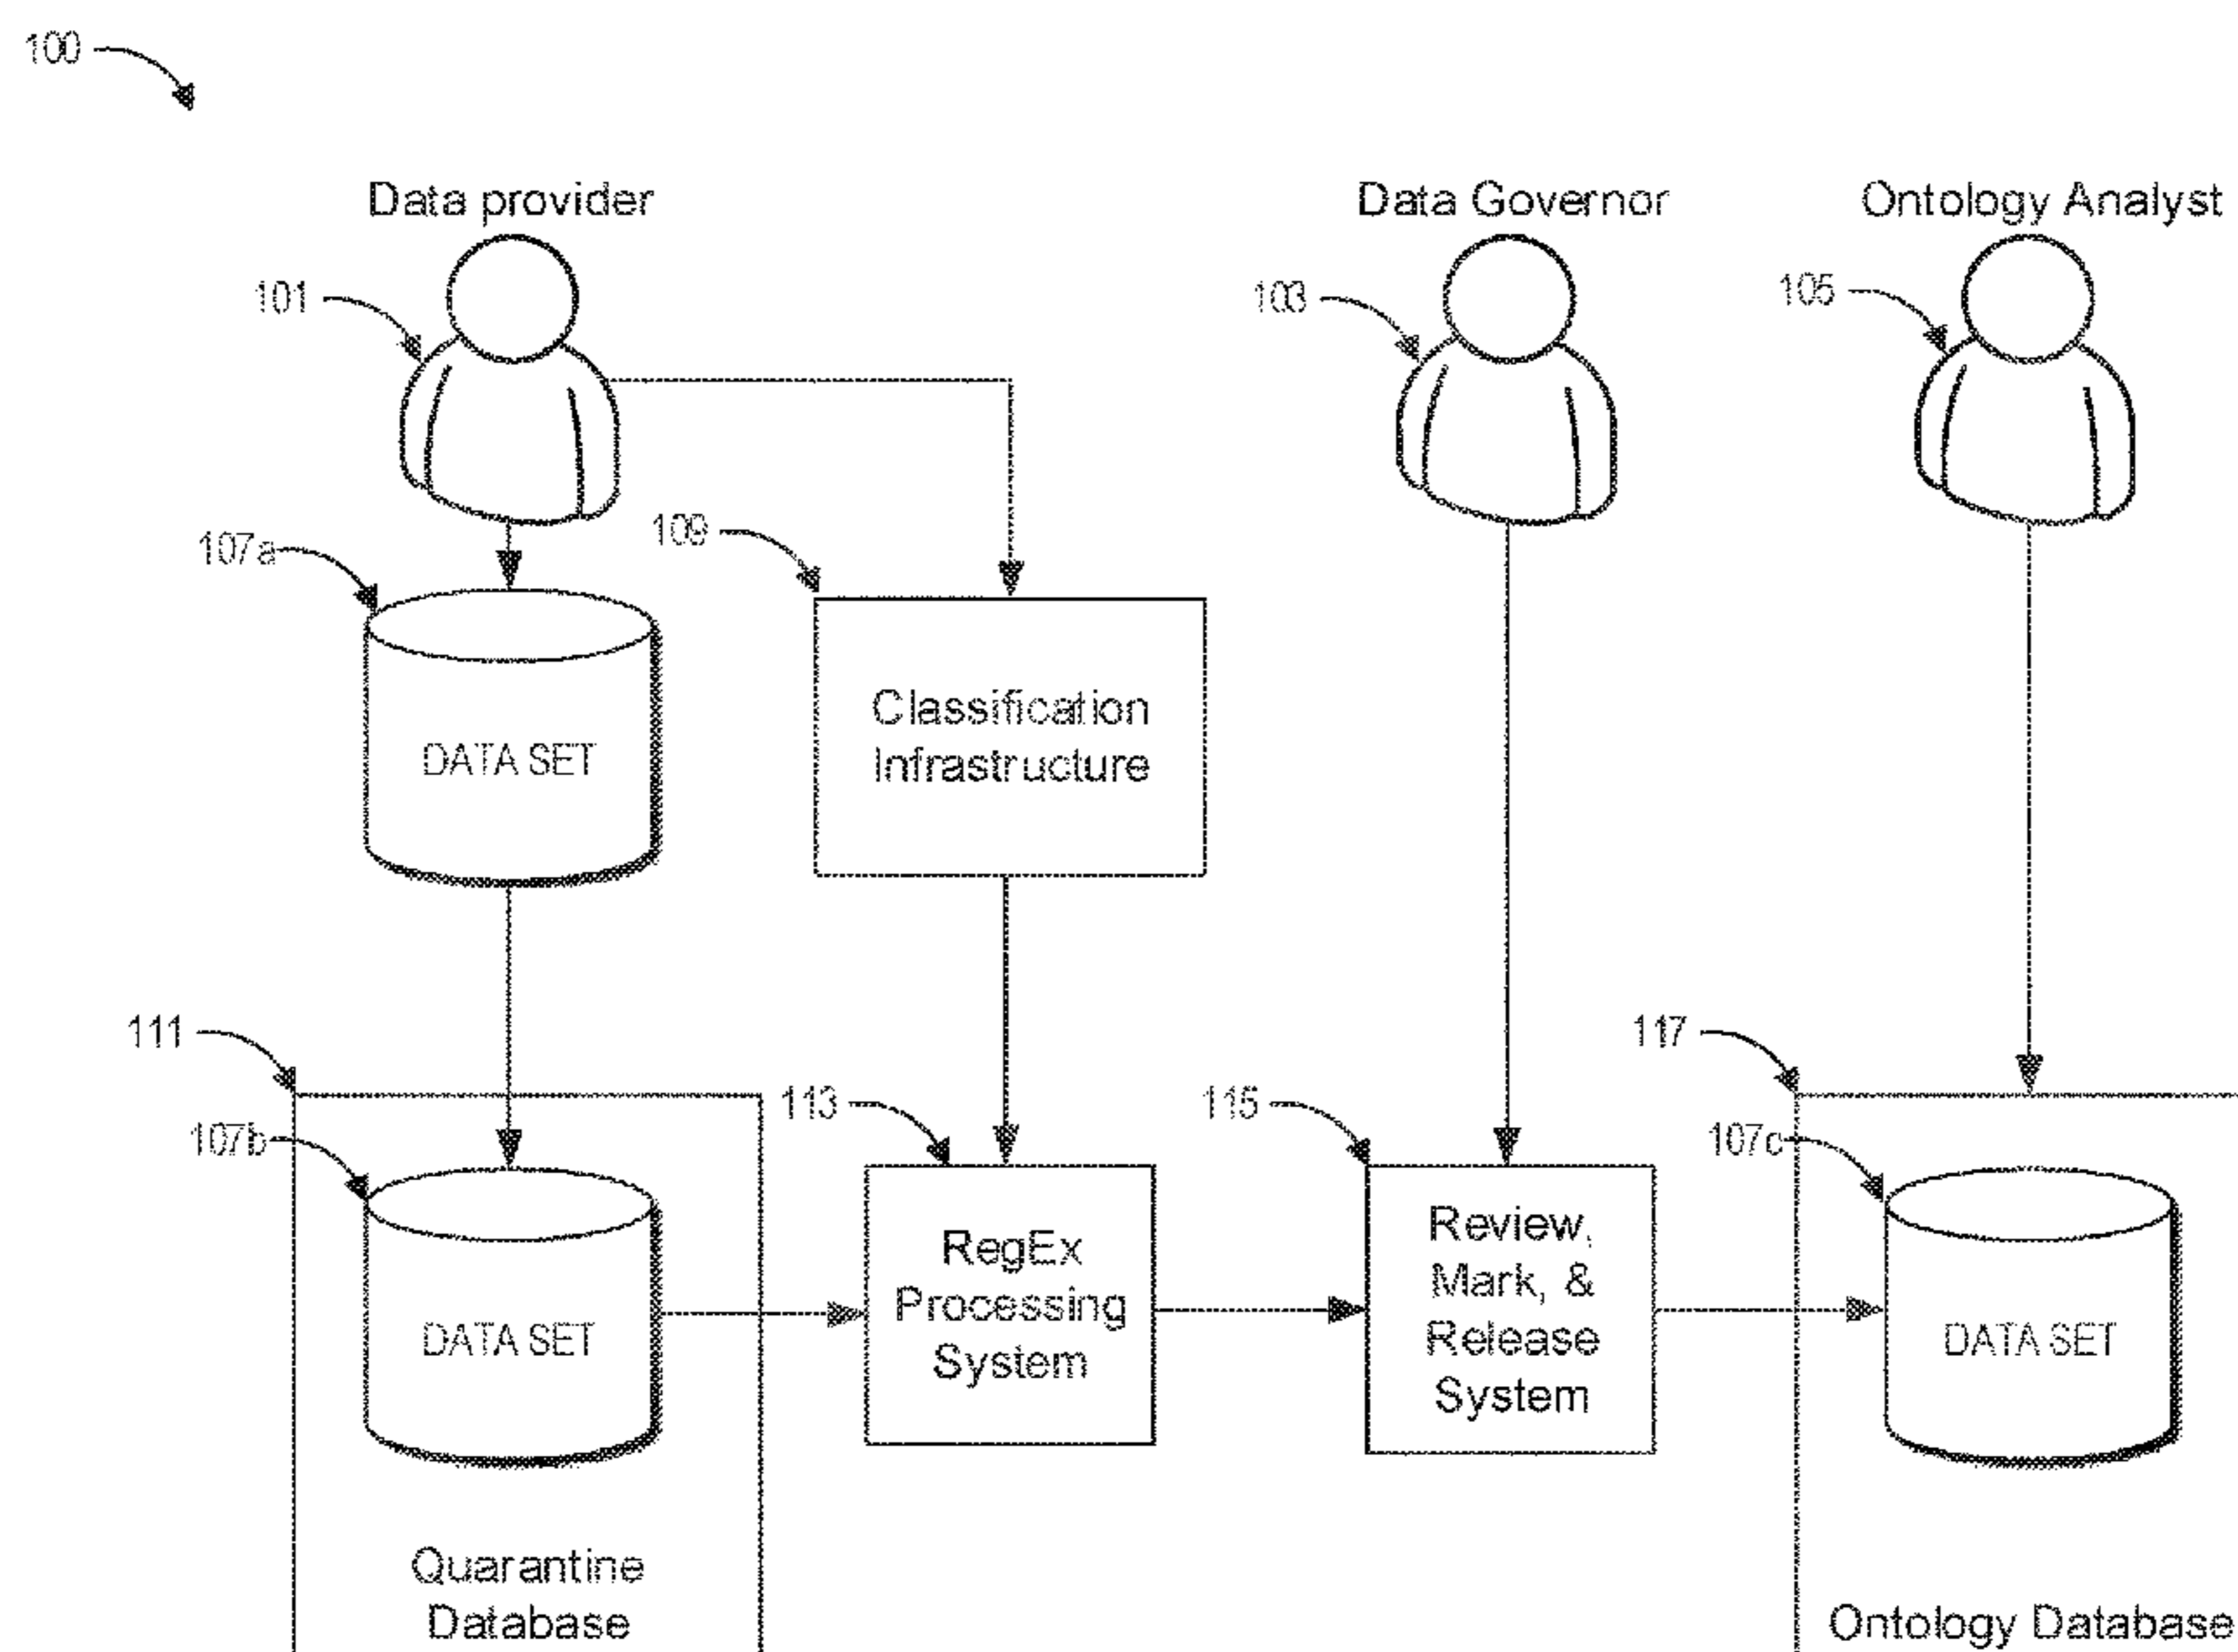 100
Data provider
Data Governor
Ontology Analyst
101
103
105
107a
109
DATA SET
Classification
Infrastructure
111
107b
113
115
117
107c
DATA SET
RegEx
Processing
System
Review,
Mark, &
Release
System
DATA SET
Quarantine
Database
Ontology Database